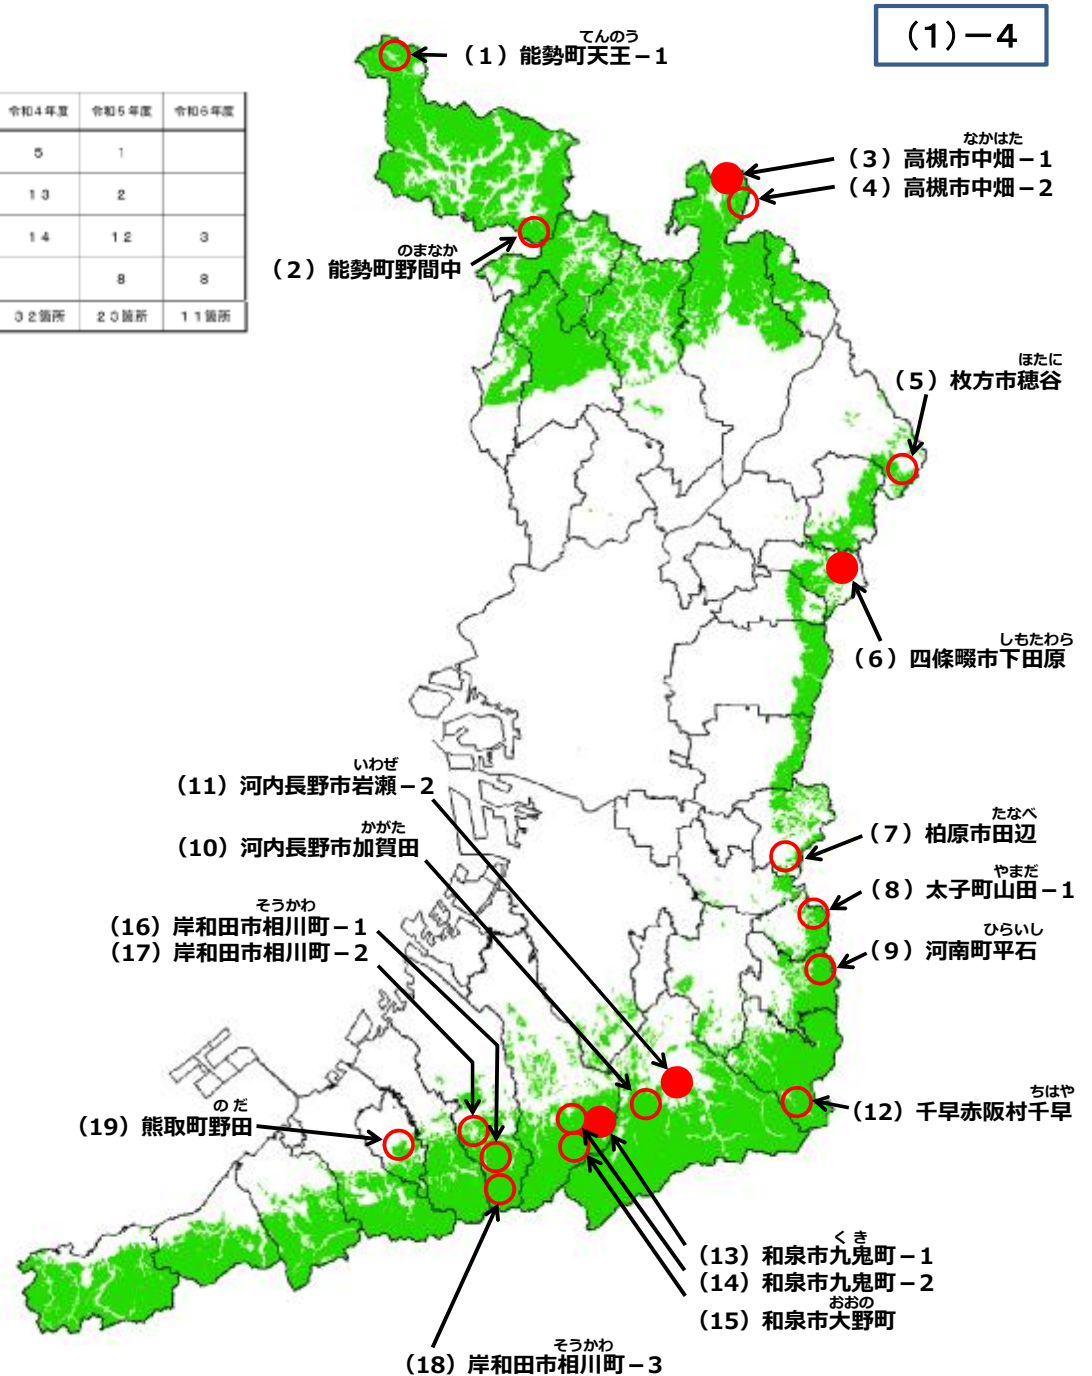 (1)－4
てんのう
(1) 能勢町天王－1
令和4年度 令和5年度 令和6年度
5 1
13 2
14 12 3
8 8
32箇所 23箇所 11箇所
なかはた
(3) 高槻市中畑－1
(4) 高槻市中畑－2
のまなか
(2) 能勢町野間中
ほたに
(5) 枚方市穂谷
しもたわら
(6) 四條畷市下田原
いわぜ
(11) 河内長野市岩瀬－2
かがた
(10) 河内長野市加賀田
たなべ
(7) 柏原市田辺
やまだ
(8) 太子町山田－1
そうかわ
(16) 岸和田市相川町－1
(17) 岸和田市相川町－2
ひらいし
(9) 河南町平石
ちはや
(12) 千早赤阪村千早
のだ
(19) 熊取町野田
くき
(13) 和泉市九鬼町－1
(14) 和泉市九鬼町－2
おおの
(15) 和泉市大野町
そうかわ
(18) 岸和田市相川町－3